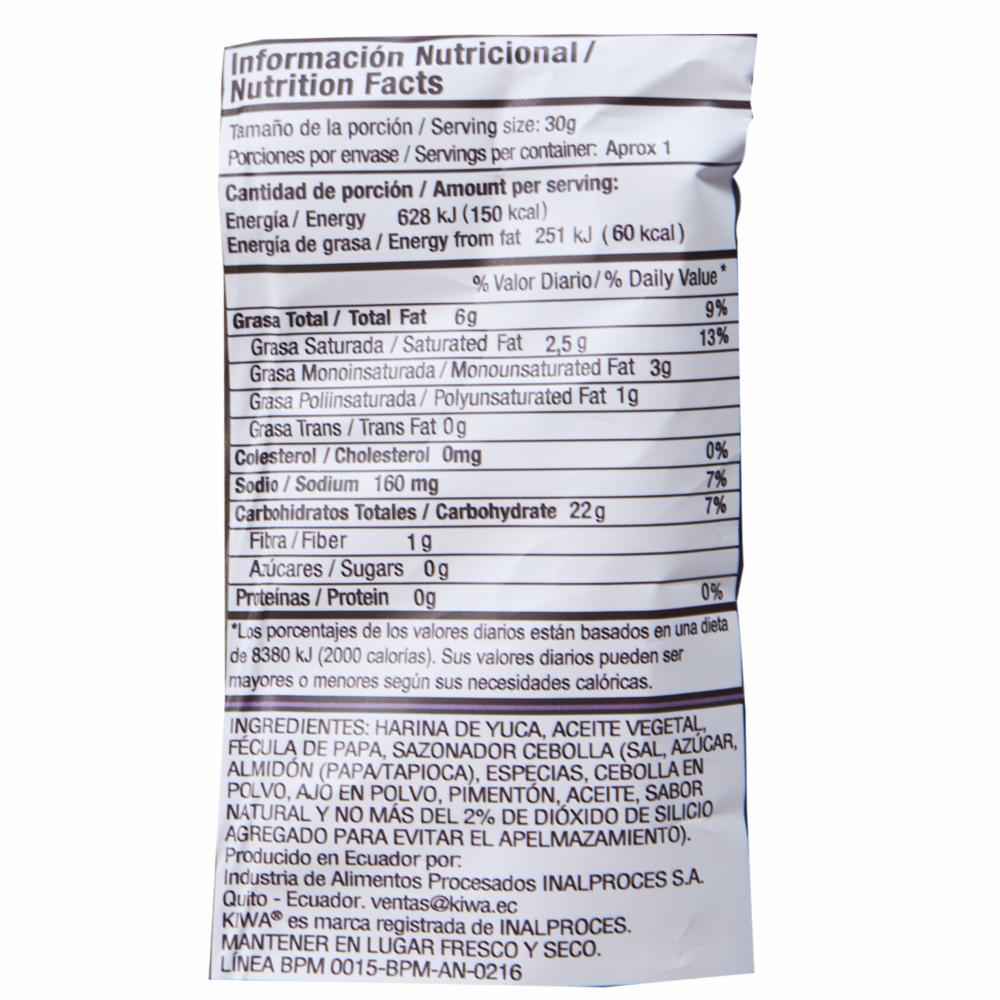 Información Nutricional /
Nutrition Facts
Tamaño de la porción / Serving size: 30g
Porciones por envase / Servings per container: Aprox 1
Cantidad de porción / Amount per serving:
Energía / Energy 628 kJ (150 kcal)
Energía de grasa / Energy from fat 251 kJ (60 kcal)
% Valor Diario / % Daily Value*
Grasa Total / Total Fat 6g 9%
Grasa Saturada / Saturated Fat 2,5 g 13%
Grasa Monoinsaturada / Monounsaturated Fat 3g
Grasa Poliinsaturada / Polyunsaturated Fat 1g
Grasa Trans / Trans Fat 0g
Colesterol / Cholesterol 0mg 0%
Sodio / Sodium 160 mg 7%
Carbohidratos Totales / Carbohydrate 22g 7%
Fibra / Fiber 1g
Azúcares / Sugars 0g
Proteínas / Protein 0g 0%
*Los porcentajes de los valores diarios están basados en una dieta
de 8380 kJ (2000 calorías). Sus valores diarios pueden ser
mayores o menores según sus necesidades calóricas.
INGREDIENTES: HARINA DE YUCA, ACEITE VEGETAL,
FÉCULA DE PAPA, SAZONADOR CEBOLLA (SAL, AZÚCAR,
ALMIDÓN (PAPA/TAPIOCA), ESPECIAS, CEBOLLA EN
POLVO, AJO EN POLVO, PIMENTÓN, ACEITE, SABOR
NATURAL Y NO MÁS DEL 2% DE DIÓXIDO DE SILICIO
AGREGADO PARA EVITAR EL APELMAZAMIENTO).
Producido en Ecuador por:
Industria de Alimentos Procesados INALPROCES S.A.
Quito - Ecuador. ventas@kiwa.ec
KIWA® es marca registrada de INALPROCES.
MANTENER EN LUGAR FRESCO Y SECO.
LÍNEA BPM 0015-BPM-AN-0216